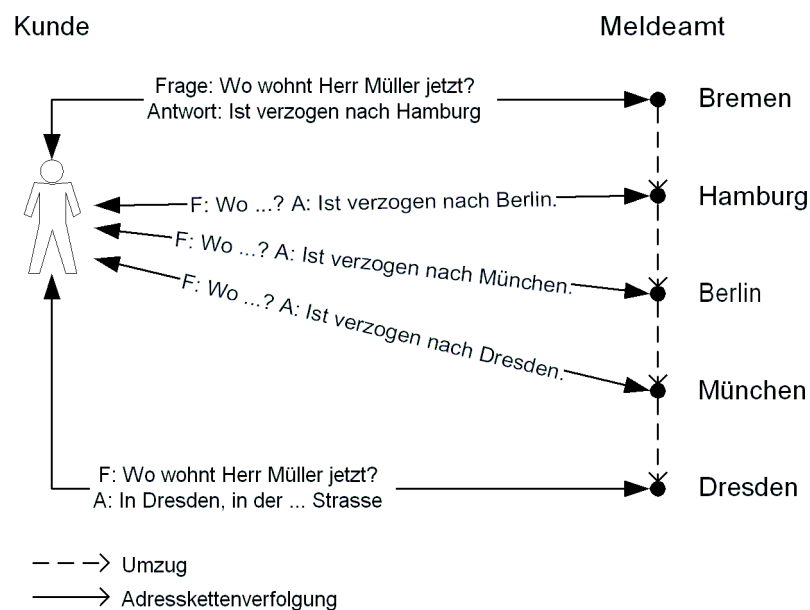 Kunde
Meldeamt
Frage: Wo wohnt Herr Müller jetzt?
Antwort: Ist verzogen nach Hamburg
Bremen
F: Wo ...? A: Ist verzogen nach Berlin.
Hamburg
F: Wo ...? A: Ist verzogen nach München.
Berlin
F: Wo ...? A: Ist verzogen nach Dresden.
München
F: Wo wohnt Herr Müller jetzt?
A: In Dresden, in der ... Strasse
Dresden
Umzug
Adresskettenverfolgung